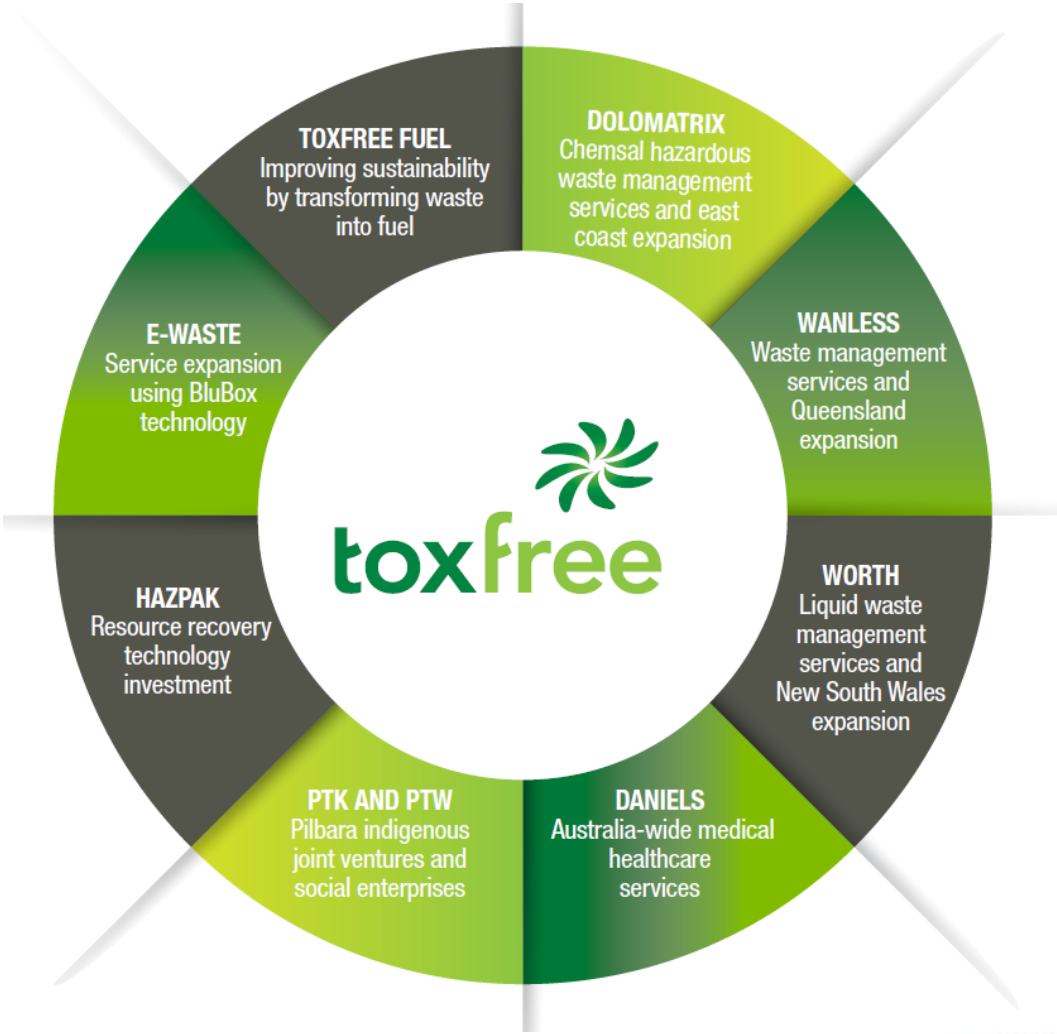 DOLOMATRIX
Chemsal hazardous
waste management
services and east
coast expansion
WANLESS
Waste management
services and
Queensland
expansion
WORTH
Liquid waste
management
services and
New South Wales
expansion
DANIELS
Australia-wide medical
healthcare
services
PTK AND PTW
Pilbara indigenous
joint ventures and
social enterprises
HAZPAK
Resource recovery
technology
investment
E-WASTE
Service expansion
using BluBox
technology
TOXFREE FUEL
Improving sustainability
by transforming waste
into fuel
toxfree